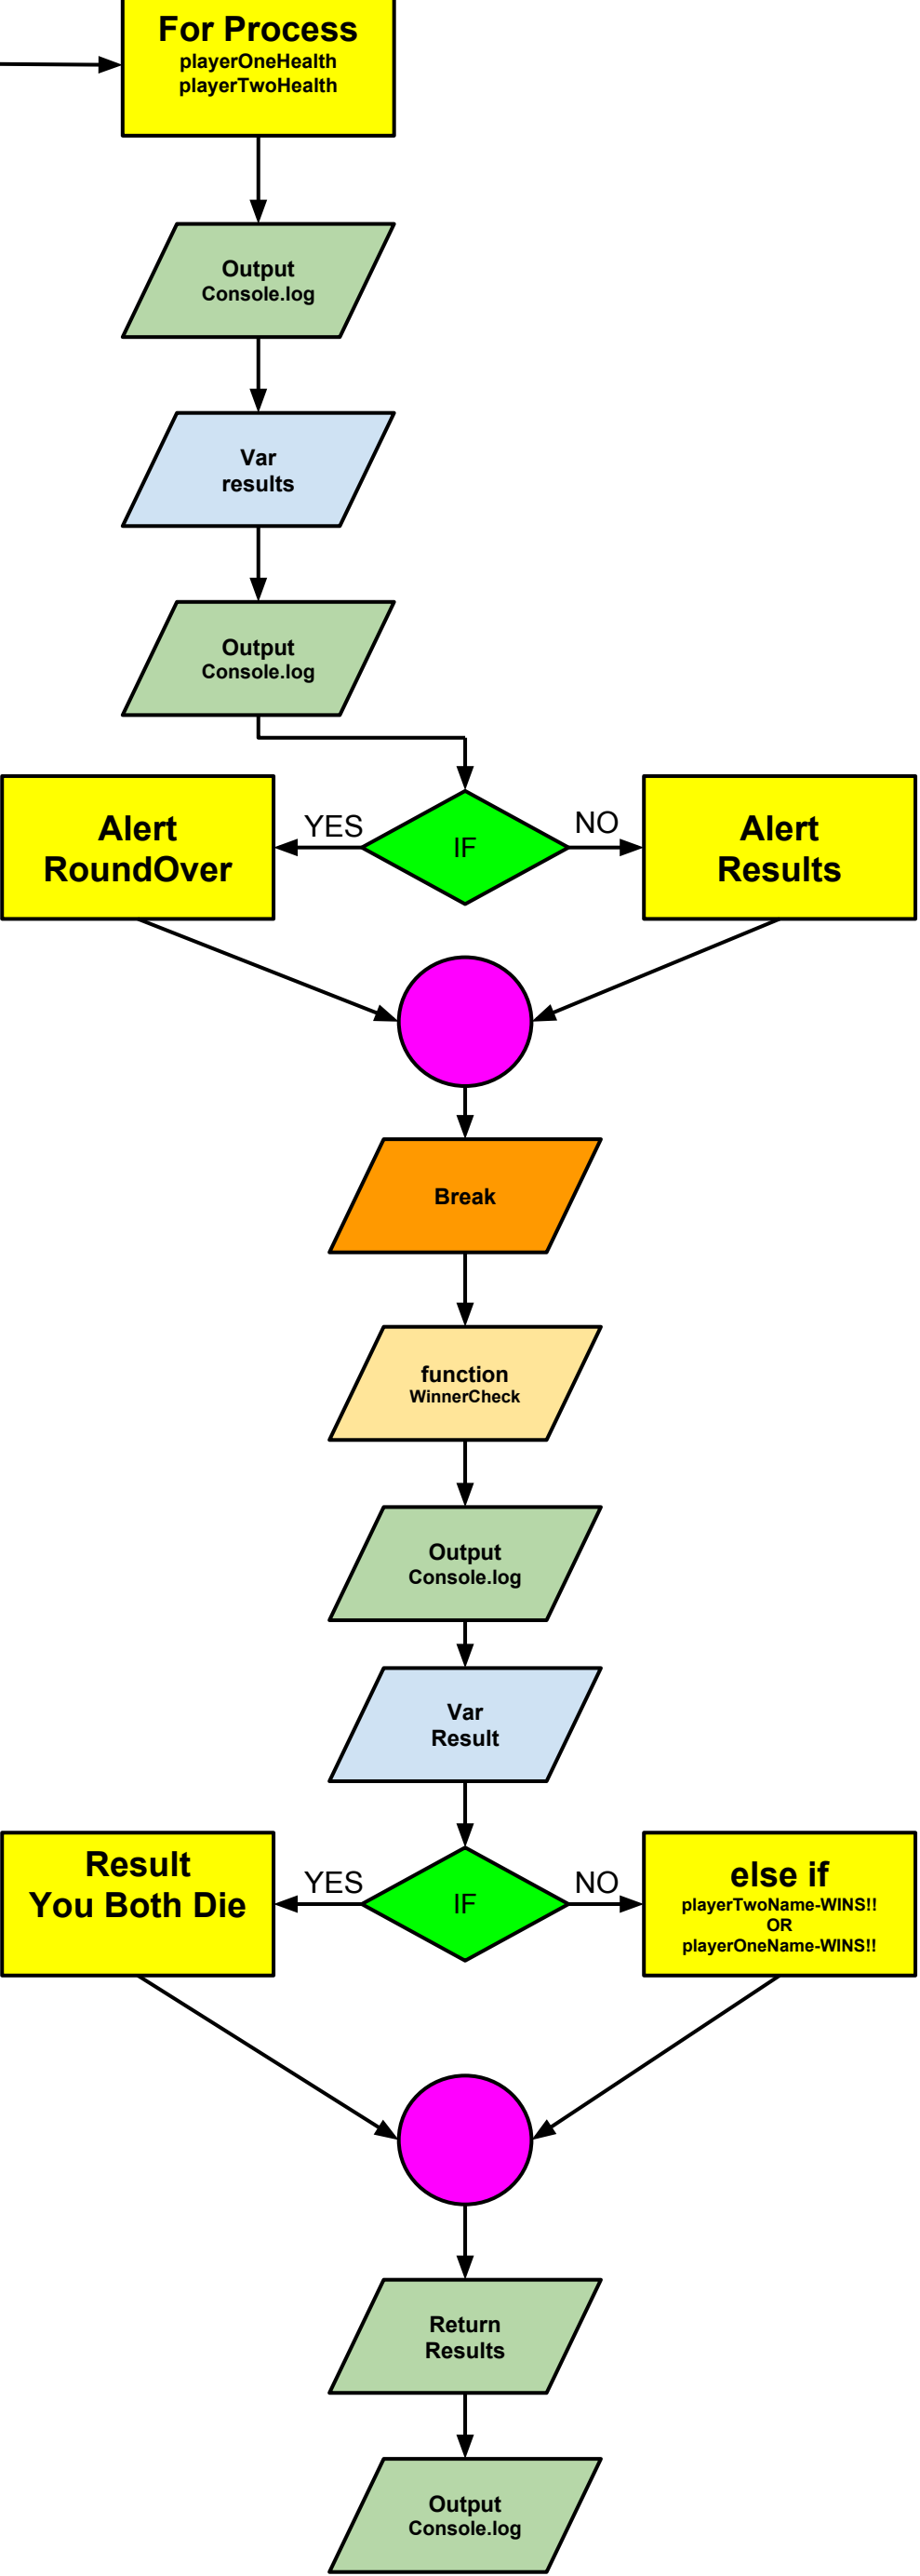 For Process
playerOneHealth
playerTwoHealth
Output
Console.log
Var
results
Output
Console.log
YES
IF
NO
Alert
RoundOver
Alert
Results
Break
function
WinnerCheck
Output
Console.log
Var
Result
Result
You Both Die
YES
IF
NO
else if
playerTwoName-WINS!!
OR
playerOneName-WINS!!
Return
Results
Output
Console.log